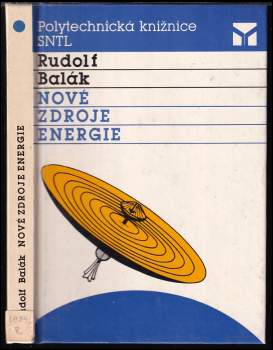 Polytechnická knižnice
SNTL
Rudolf
Balák
NOVÉ
ZDROJE
ENERGIE
Rudolf Balák NOVÉ ZDROJE ENERGIE